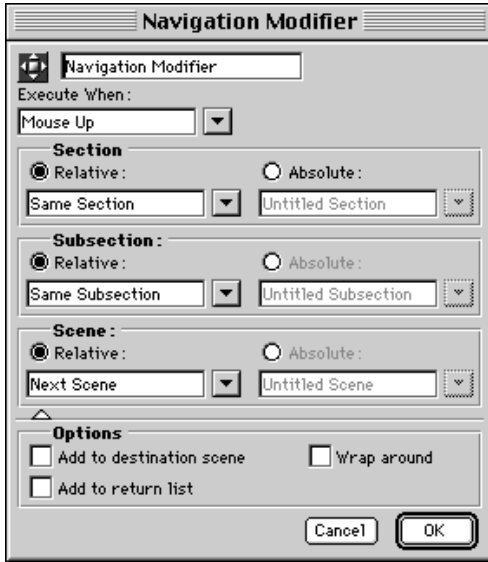 Navigation Modifier
Navigation Modifier
Execute When:
Mouse Up
Section
Relative: Absolute:
Same Section Untitled Section
Subsection:
Relative: Absolute:
Same Subsection Untitled Subsection
Scene:
Relative: Absolute:
Next Scene Untitled Scene
Options
Add to destination scene Wrap around
Add to return list
Cancel OK